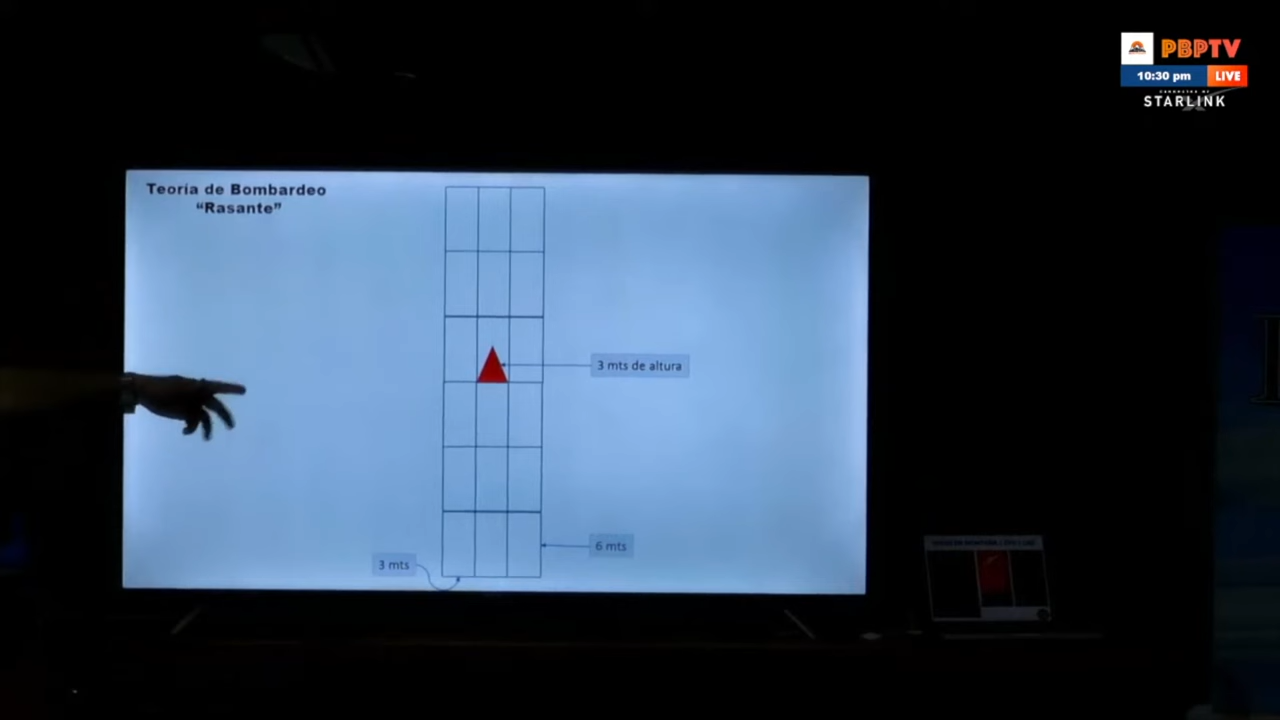 PBPTV
10:30 pm LIVE
STARLINK
Teoría de Bombardeo
“Rasante”
3 mts de altura
6 mts
3 mts